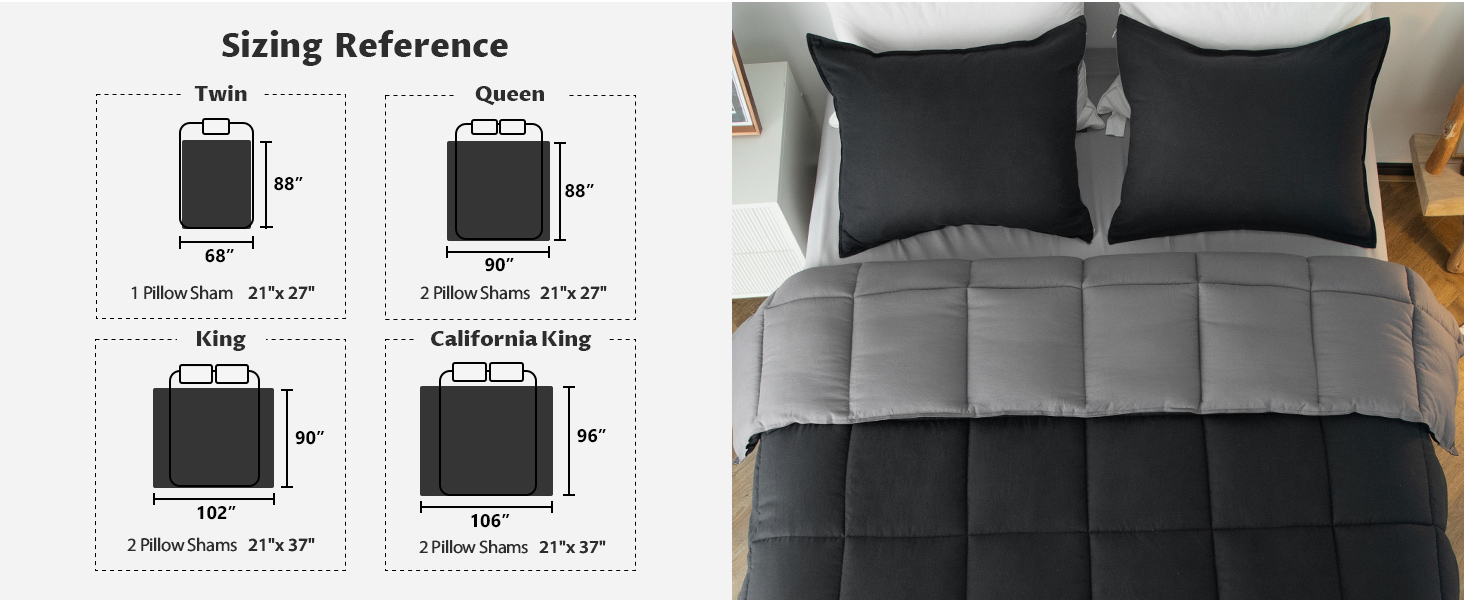 Sizing Reference
Twin
88”
68”
1 Pillow Sham 21"x 27"
Queen
88”
90”
2 Pillow Shams 21"x 27"
King
90”
102”
2 Pillow Shams 21"x 37"
California King
96”
106”
2 Pillow Shams 21"x 37"